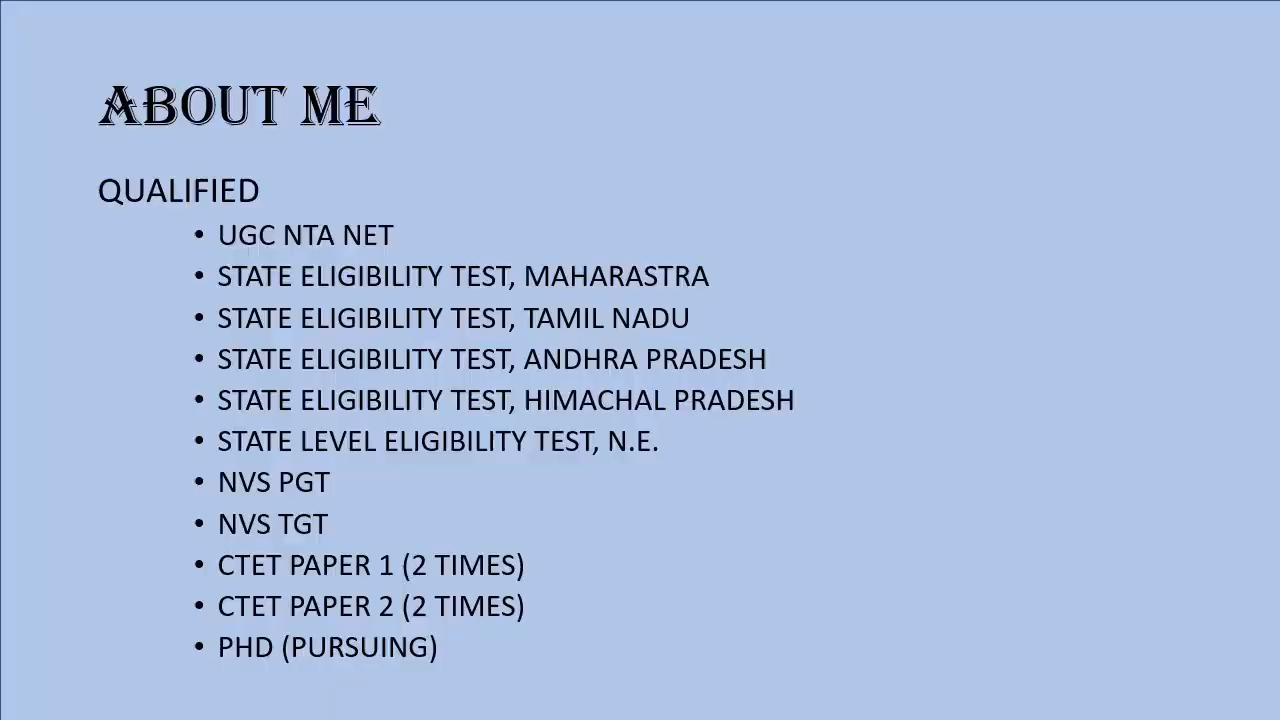 ABOUT ME
QUALIFIED
• UGC NTA NET
• STATE ELIGIBILITY TEST, MAHARASTRA
• STATE ELIGIBILITY TEST, TAMIL NADU
• STATE ELIGIBILITY TEST, ANDHRA PRADESH
• STATE ELIGIBILITY TEST, HIMACHAL PRADESH
• STATE LEVEL ELIGIBILITY TEST, N.E.
• NVS PGT
• NVS TGT
• CTET PAPER 1 (2 TIMES)
• CTET PAPER 2 (2 TIMES)
• PHD (PURSUING)